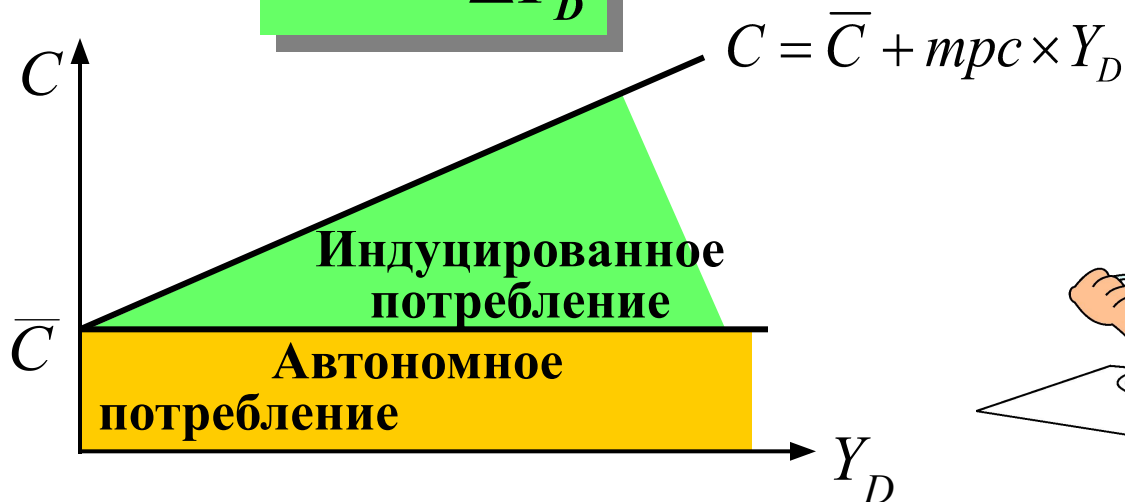 C
C = C̅ + mpc × Y_D
Индуцированное
потребление
C̅
Автономное
потребление
Y_D